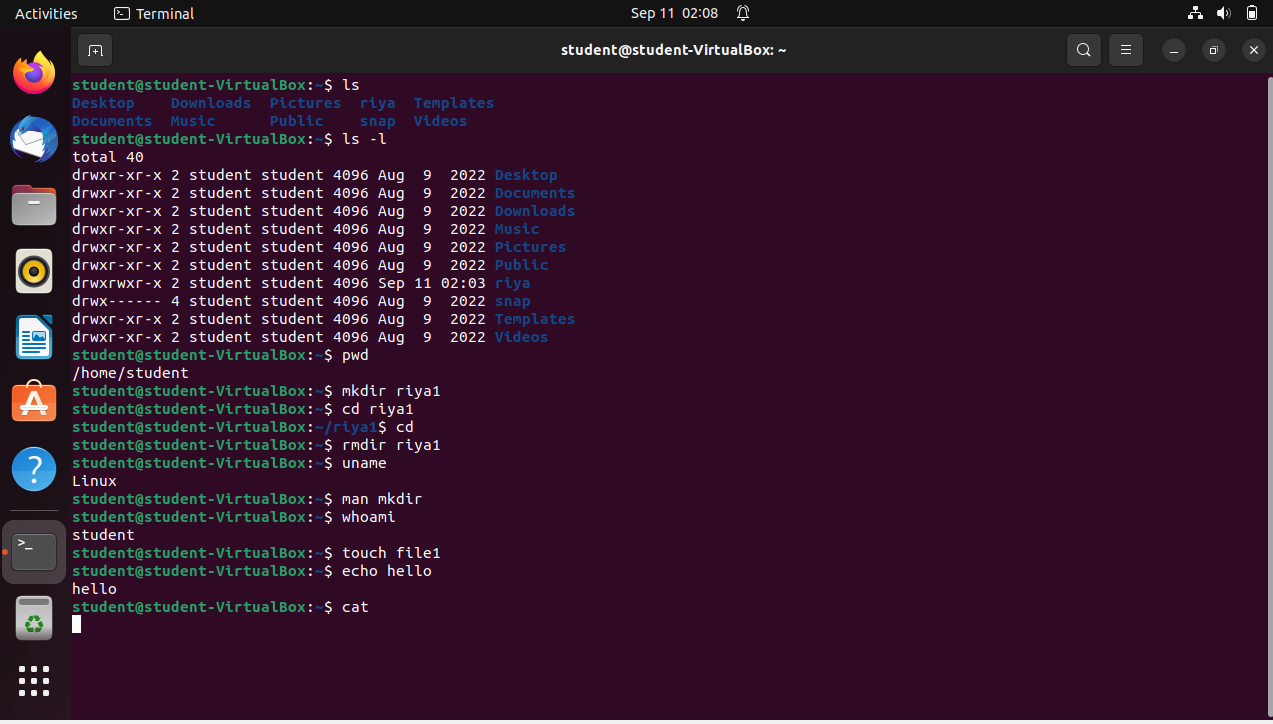 Activities Terminal Sep 11 02:08
student@student-VirtualBox: ~
student@student-VirtualBox:~$ ls
Desktop    Downloads  Pictures  riya  Templates
Documents  Music      Public    snap  Videos
student@student-VirtualBox:~$ ls -l
total 40
drwxr-xr-x 2 student student 4096 Aug  9  2022 Desktop
drwxr-xr-x 2 student student 4096 Aug  9  2022 Documents
drwxr-xr-x 2 student student 4096 Aug  9  2022 Downloads
drwxr-xr-x 2 student student 4096 Aug  9  2022 Music
drwxr-xr-x 2 student student 4096 Aug  9  2022 Pictures
drwxr-xr-x 2 student student 4096 Aug  9  2022 Public
drwxrwxr-x 2 student student 4096 Sep 11 02:03 riya
drwx------ 4 student student 4096 Aug  9  2022 snap
drwxr-xr-x 2 student student 4096 Aug  9  2022 Templates
drwxr-xr-x 2 student student 4096 Aug  9  2022 Videos
student@student-VirtualBox:~$ pwd
/home/student
student@student-VirtualBox:~$ mkdir riya1
student@student-VirtualBox:~$ cd riya1
student@student-VirtualBox:~/riya1$ cd
student@student-VirtualBox:~$ rmdir riya1
student@student-VirtualBox:~$ uname
Linux
student@student-VirtualBox:~$ man mkdir
student@student-VirtualBox:~$ whoami
student
student@student-VirtualBox:~$ touch file1
student@student-VirtualBox:~$ echo hello
hello
student@student-VirtualBox:~$ cat